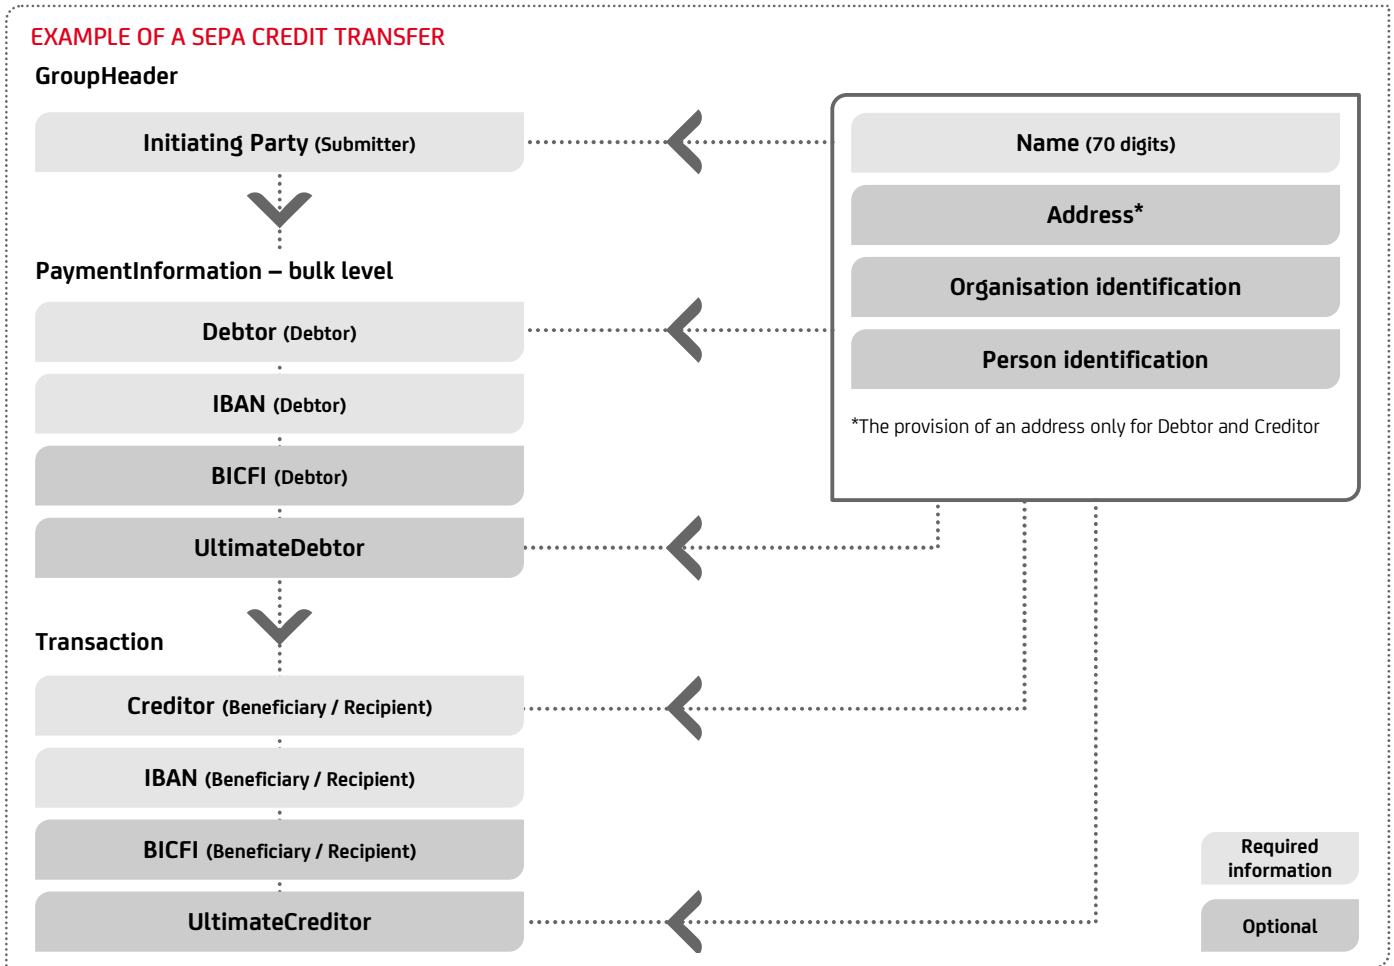 EXAMPLE OF A SEPA CREDIT TRANSFER
GroupHeader
Initiating Party (Submitter)
PaymentInformation – bulk level
Debtor (Debtor)
IBAN (Debtor)
BICFI (Debtor)
UltimateDebtor
Transaction
Creditor (Beneficiary / Recipient)
IBAN (Beneficiary / Recipient)
BICFI (Beneficiary / Recipient)
UltimateCreditor
Name (70 digits)
Address*
Organisation identification
Person identification
*The provision of an address only for Debtor and Creditor
Required
information
Optional